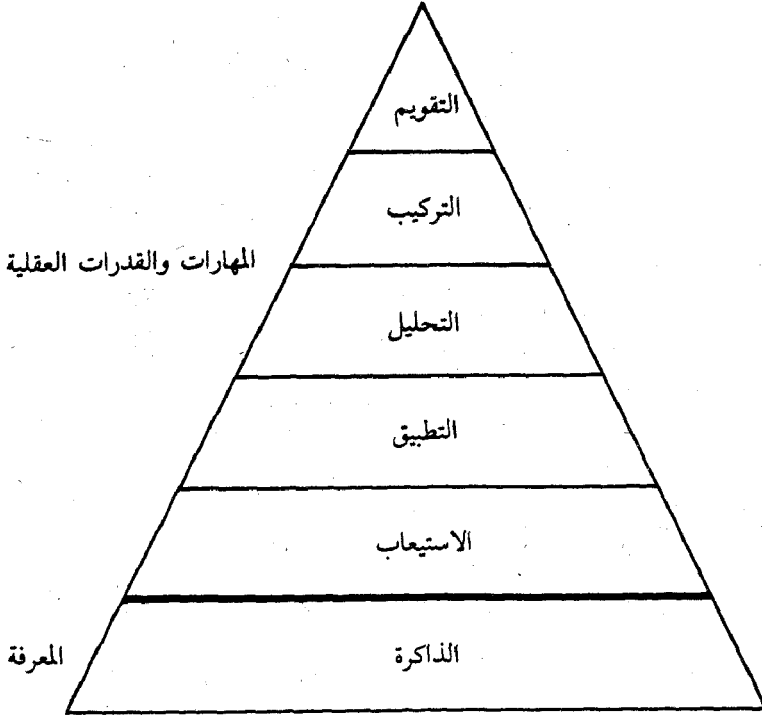 التقويم
التركيب
المهارات والقدرات العقلية
التحليل
التطبيق
الاستيعاب
الذاكرة
المعرفة